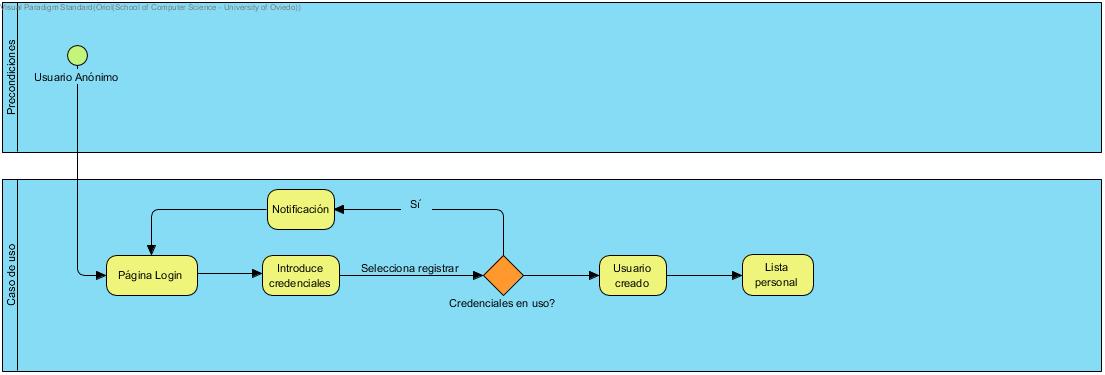 Visual Paradigm Standard(Oriol(School of Computer Science - University of Oviedo))
Precondiciones
Usuario Anónimo
Caso de uso
Notificación
Sí
Página Login
Introduce
credenciales
Selecciona registrar
Credenciales en uso?
Usuario
creado
Lista
personal